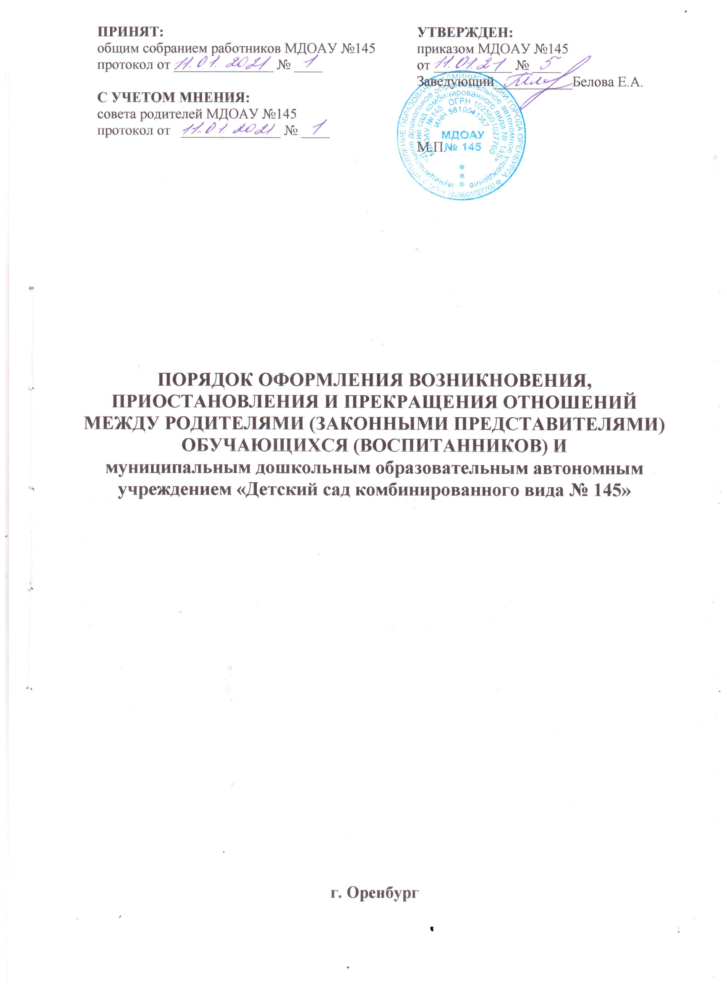 ПРИНЯТ:
общим собранием работников МДОАУ №145
протокол от 11.01.2021 № 1
С УЧЕТОМ МНЕНИЯ:
совета родителей МДОАУ №145
протокол от 11.01.2021 № 1
УТВЕРЖДЕН:
приказом МДОАУ №145
от 11.01.21 № 5
Заведующий Белова Е.А.
М.П.
УПРАВЛЕНИЕ ОБРАЗОВАНИЯ АДМИНИСТРАЦИИ ГОРОДА ОРЕНБУРГА * ОГРН 1025601027760 *
муниципальное дошкольное образовательное автономное учреждение *
«Детский сад комбинированного вида № 145»
МДОАУ №145 ОГРН 1025601027760
ИНН 5610041367
МДОАУ
№ 145
ПОРЯДОК ОФОРМЛЕНИЯ ВОЗНИКНОВЕНИЯ,
ПРИОСТАНОВЛЕНИЯ И ПРЕКРАЩЕНИЯ ОТНОШЕНИЙ
МЕЖДУ РОДИТЕЛЯМИ (ЗАКОННЫМИ ПРЕДСТАВИТЕЛЯМИ)
ОБУЧАЮЩИХСЯ (ВОСПИТАННИКОВ) И
муниципальным дошкольным образовательным автономным
учреждением «Детский сад комбинированного вида № 145»
г. Оренбург